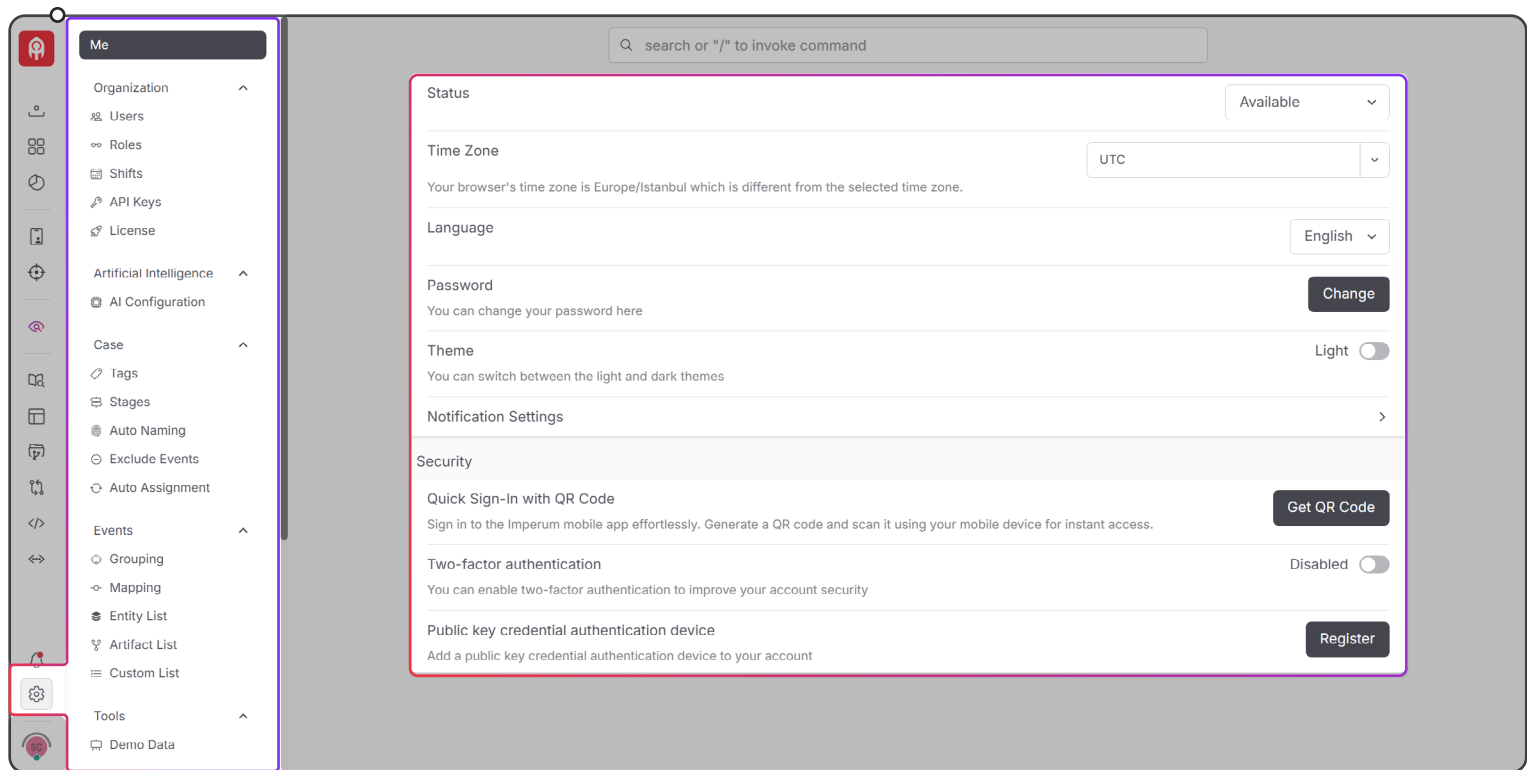 Me
Organization
Users
Roles
Shifts
API Keys
License
Artificial Intelligence
AI Configuration
Case
Tags
Stages
Auto Naming
Exclude Events
Auto Assignment
Events
Grouping
Mapping
Entity List
Artifact List
Custom List
Tools
Demo Data
SC
search or "/" to invoke command
Status
Available
Time Zone
UTC
Your browser's time zone is Europe/Istanbul which is different from the selected time zone.
Language
English
Password
Change
You can change your password here
Theme
Light
You can switch between the light and dark themes
Notification Settings
Security
Quick Sign-In with QR Code
Get QR Code
Sign in to the Imperum mobile app effortlessly. Generate a QR code and scan it using your mobile device for instant access.
Two-factor authentication
Disabled
You can enable two-factor authentication to improve your account security
Public key credential authentication device
Register
Add a public key credential authentication device to your account